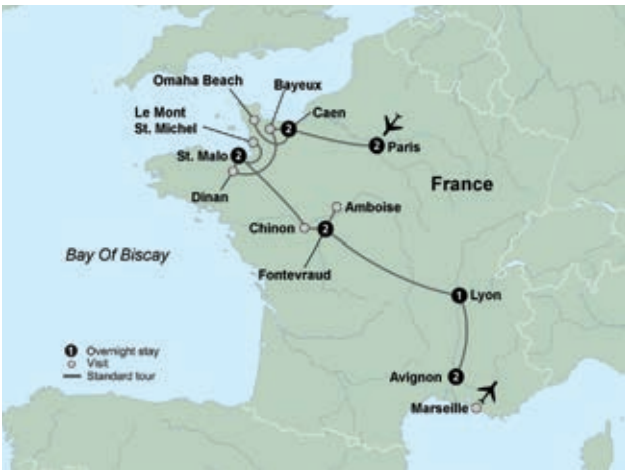 Omaha Beach
Bayeux
Le Mont
St. Michel
Caen
2
St. Malo
2
2
Paris
Dinan
France
Amboise
Chinon
2
Bay Of Biscay
Fontevraud
1
Lyon
1 Overnight stay
Visit
Standard tour
Avignon
2
Marseille